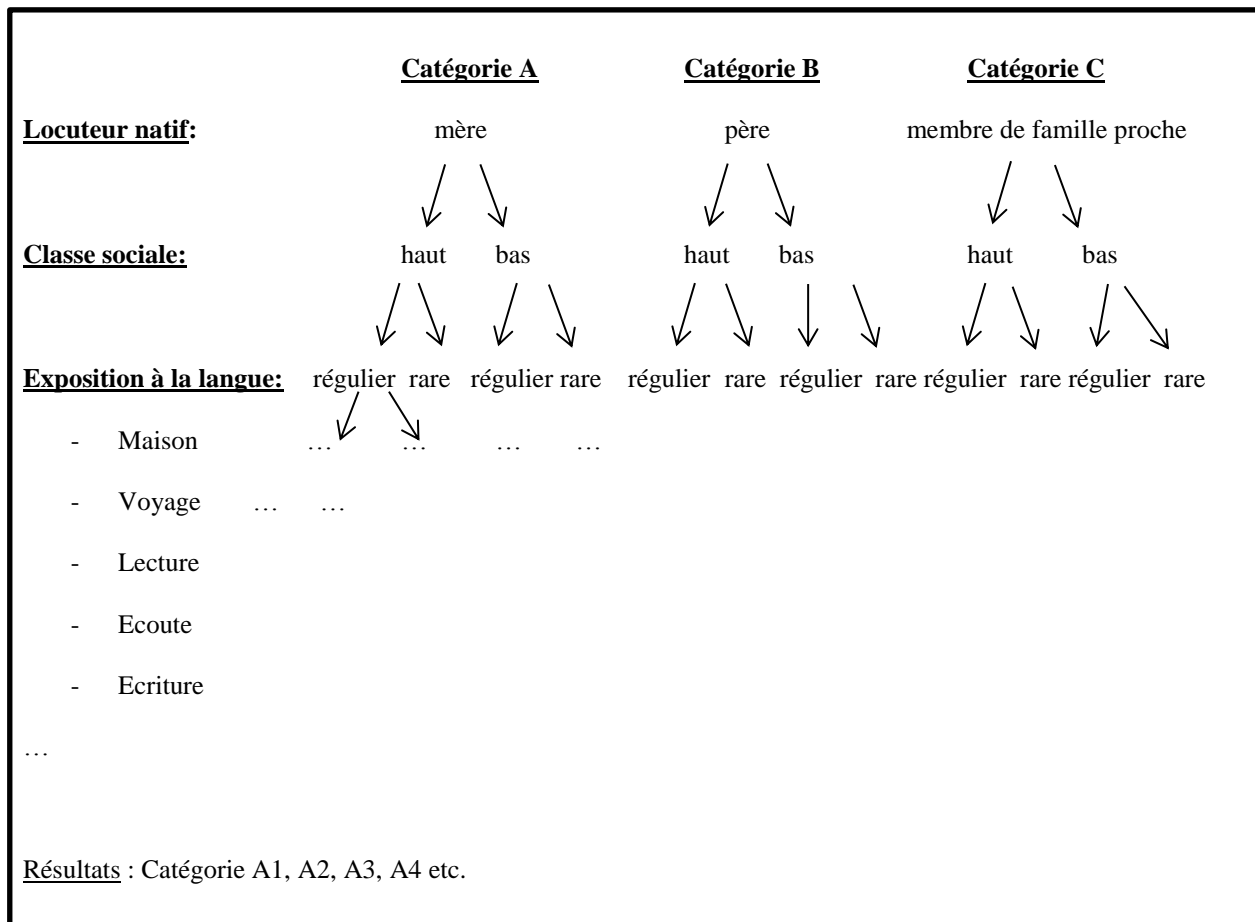 Catégorie A Catégorie B Catégorie C
Locuteur natif: mère père membre de famille proche
Classe sociale: haut bas haut bas haut bas
Exposition à la langue: régulier rare régulier rare régulier rare régulier rare régulier rare régulier rare
- Maison … … … …
- Voyage … …
- Lecture
- Ecoute
- Ecriture
…
Résultats : Catégorie A1, A2, A3, A4 etc.